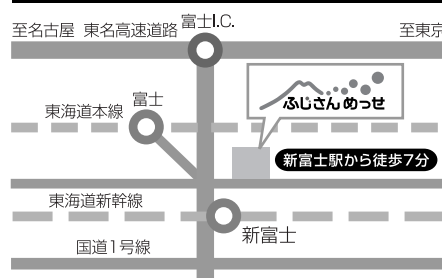 富士I.C.
至名古屋 東名高速道路
至東京
ふじさんめっせ
東海道本線
富士
新富士駅から徒歩7分
東海道新幹線
新富士
国道1号線